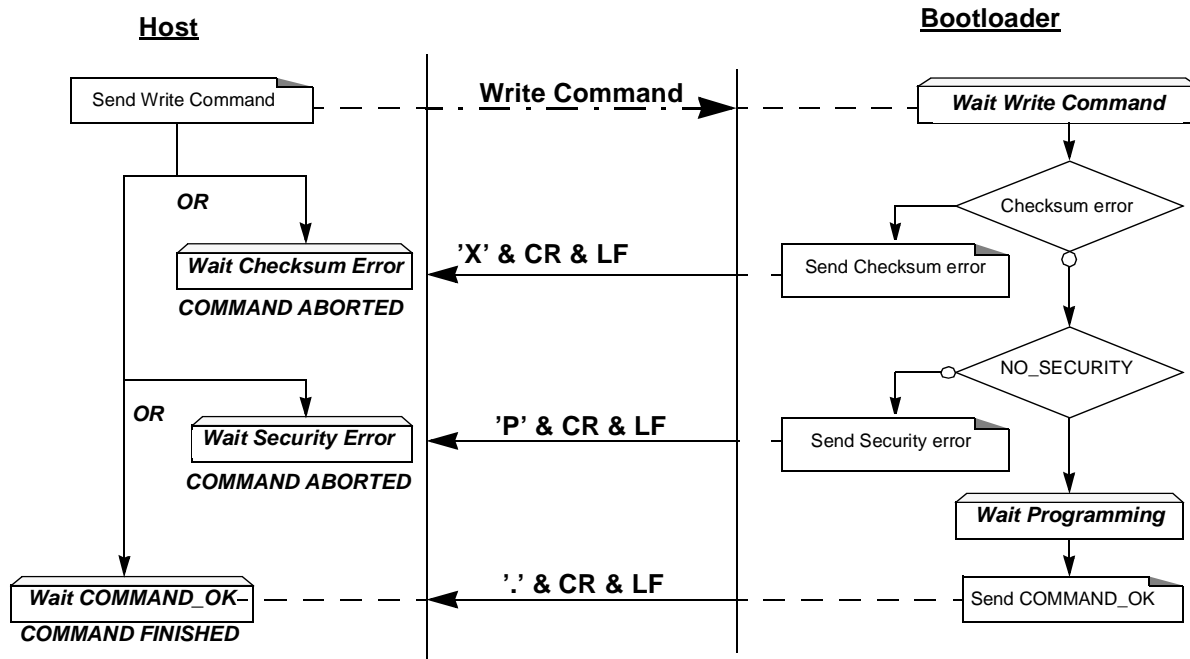 Host
Bootloader
Send Write Command
Write Command
Wait Write Command
OR
Checksum error
Wait Checksum Error
'X' & CR & LF
Send Checksum error
COMMAND ABORTED
NO_SECURITY
OR
Wait Security Error
'P' & CR & LF
Send Security error
COMMAND ABORTED
Wait Programming
Wait COMMAND_OK
'.' & CR & LF
Send COMMAND_OK
COMMAND FINISHED